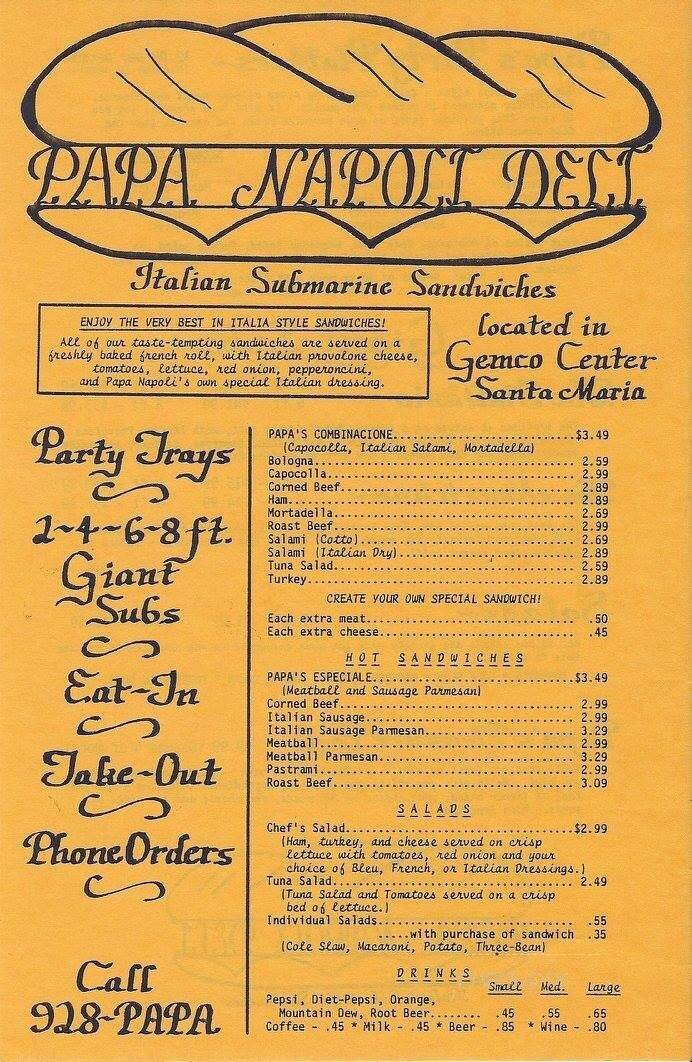 PAPA NAPOLI DELI
Italian Submarine Sandwiches
ENJOY THE VERY BEST IN ITALIA STYLE SANDWICHES!
All of our taste-tempting sandwiches are served on a
freshly baked french roll, with Italian provolone cheese,
tomatoes, lettuce, red onion, pepperoncini,
and Papa Napoli's own special Italian dressing.
located in
Gemco Center
Santa Maria
Party Trays
2-4-6-8 ft.
Giant
Subs
Eat-In
Take-Out
Phone Orders
Call
928-PAPA
PAPA'S COMBINACIONE..........................$3.49
(Capocolla, Italian Salami, Mortadella)
Bologna...................................... 2.59
Capocolla.................................... 2.99
Corned Beef.................................. 2.89
Ham.......................................... 2.89
Mortadella................................... 2.69
Roast Beef................................... 2.99
Salami (Cotto)............................... 2.69
Salami (Italian Dry)......................... 2.89
Tuna Salad................................... 2.59
Turkey....................................... 2.89
CREATE YOUR OWN SPECIAL SANDWICH!
Each extra meat.............................. .50
Each extra cheese............................ .45
HOT SANDWICHES
PAPA'S ESPECIALE.............................$3.49
(Meatball and Sausage Parmesan)
Corned Beef.................................. 2.99
Italian Sausage.............................. 2.99
Italian Sausage Parmesan..................... 3.29
Meatball..................................... 2.99
Meatball Parmesan............................ 3.29
Pastrami..................................... 2.99
Roast Beef................................... 3.09
SALADS
Chef's Salad.................................$2.99
(Ham, turkey, and cheese served on crisp
lettuce with tomatoes, red onion and your
choice of Bleu, French, or Italian Dressings.)
Tuna Salad................................... 2.49
(Tuna Salad and Tomatoes served on a crisp
bed of lettuce.)
Individual Salads............................ .55
.....with purchase of sandwich .35
(Cole Slaw, Macaroni, Potato, Three-Bean)
DRINKS
Small Med. Large
Pepsi, Diet-Pepsi, Orange,
Mountain Dew, Root Beer........ .45 .55 .65
Coffee - .45 * Milk - .45 * Beer - .85 * Wine - .80